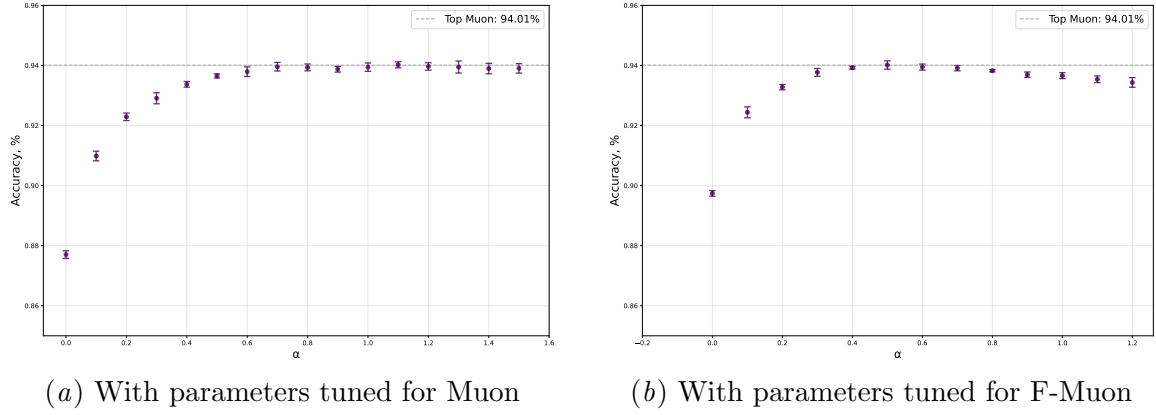 0.96
0.94
0.92
0.90
0.88
0.86
Accuracy, %
Top Muon: 94.01%
0.0 0.2 0.4 0.6 0.8 1.0 1.2 1.4 1.6
α
(a) With parameters tuned for Muon
0.96
0.94
0.92
0.90
0.88
0.86
Accuracy, %
Top Muon: 94.01%
−0.2 0.0 0.2 0.4 0.6 0.8 1.0 1.2
α
(b) With parameters tuned for F-Muon